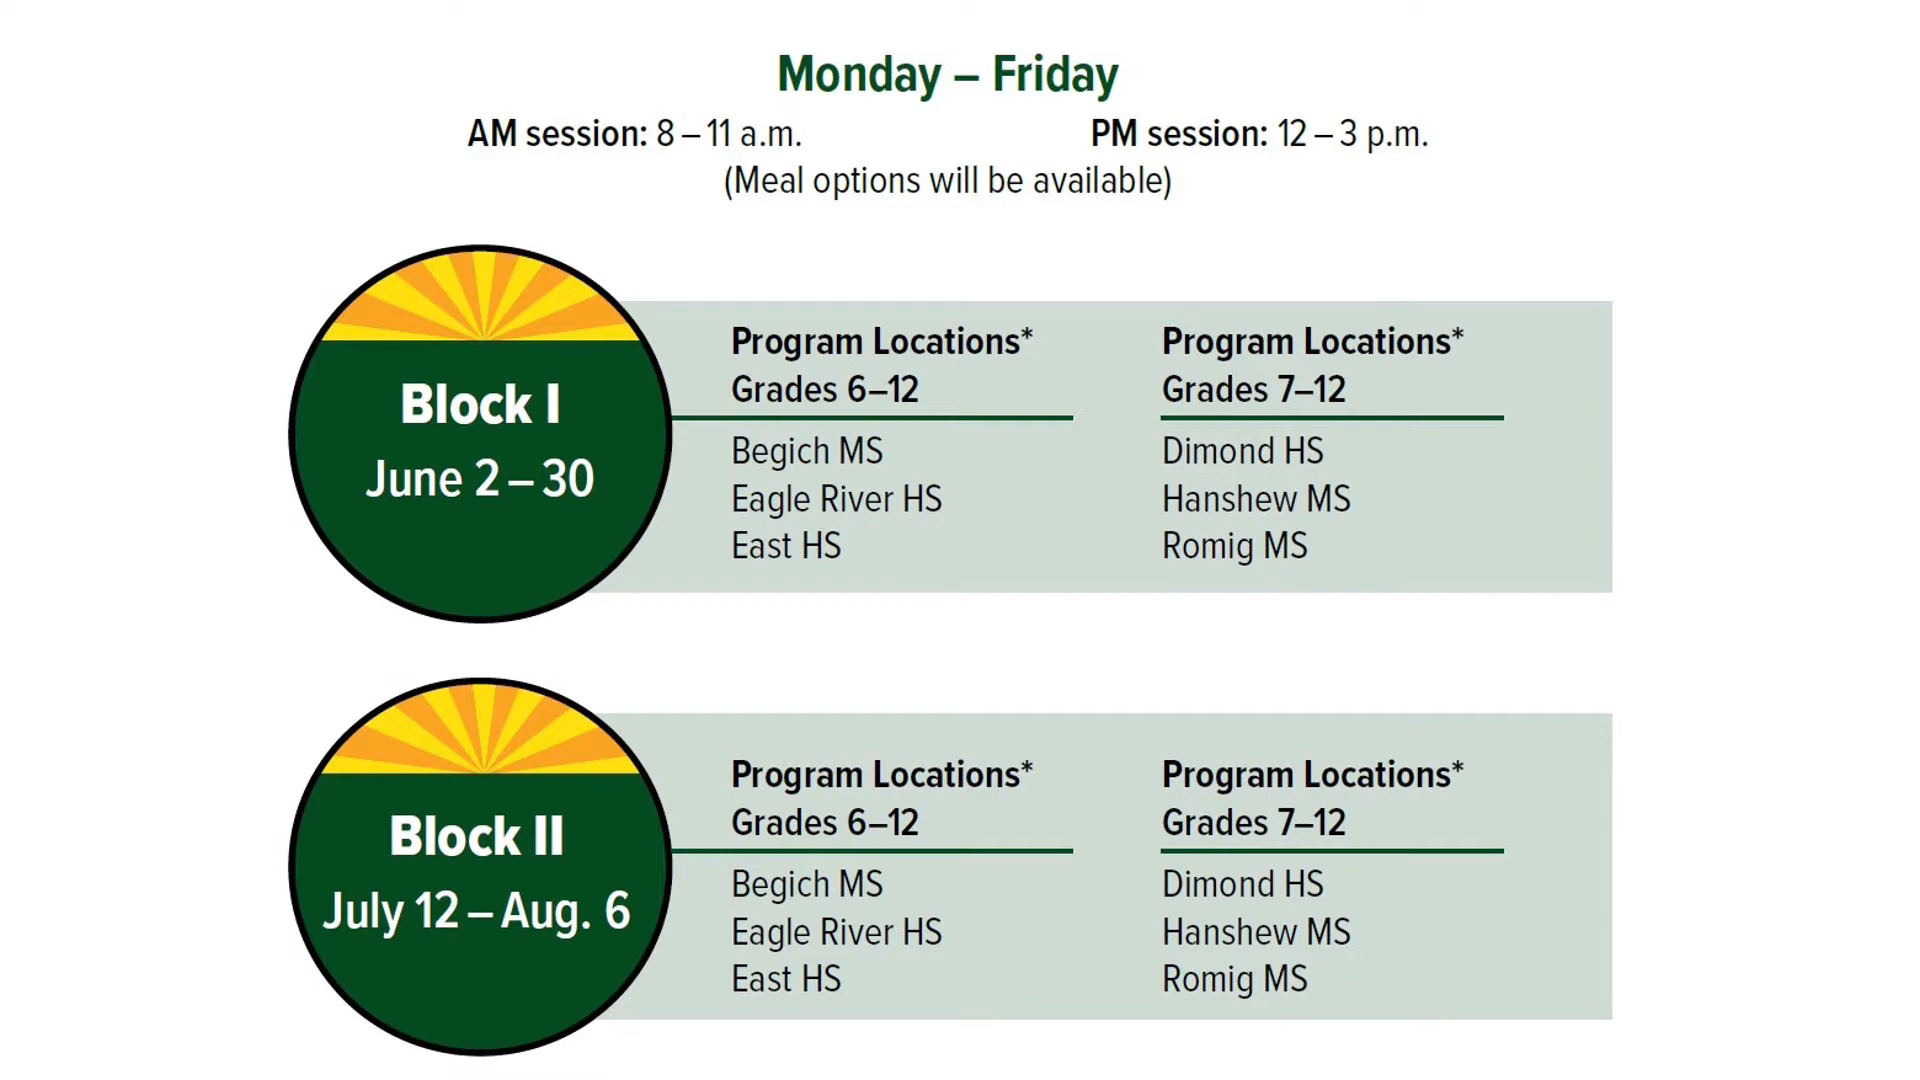 Monday – Friday
AM session: 8 – 11 a.m.
PM session: 12 – 3 p.m.
(Meal options will be available)
Block I
June 2 – 30
Program Locations*
Grades 6–12
Begich MS
Eagle River HS
East HS
Program Locations*
Grades 7–12
Dimond HS
Hanshew MS
Romig MS
Block II
July 12 – Aug. 6
Program Locations*
Grades 6–12
Begich MS
Eagle River HS
East HS
Program Locations*
Grades 7–12
Dimond HS
Hanshew MS
Romig MS